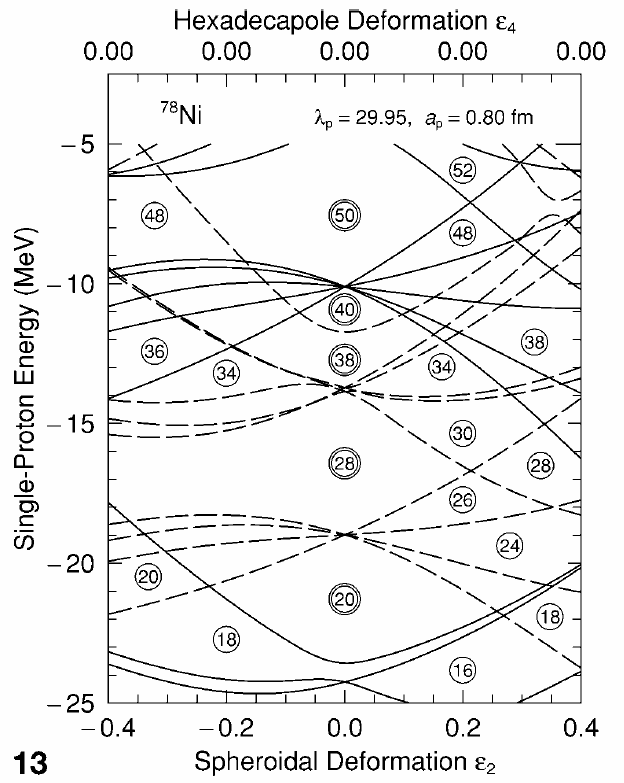 Hexadecapole Deformation ε4
0.00 0.00 0.00 0.00 0.00
78Ni λp = 29.95, ap = 0.80 fm
−5
52
48 50 48
−10
40
36 38 38
34 34
−15
30
28 28
26
24
−20
20 20
18
18
16
−25
−0.4 −0.2 0.0 0.2 0.4
Single-Proton Energy (MeV)
13 Spheroidal Deformation ε2